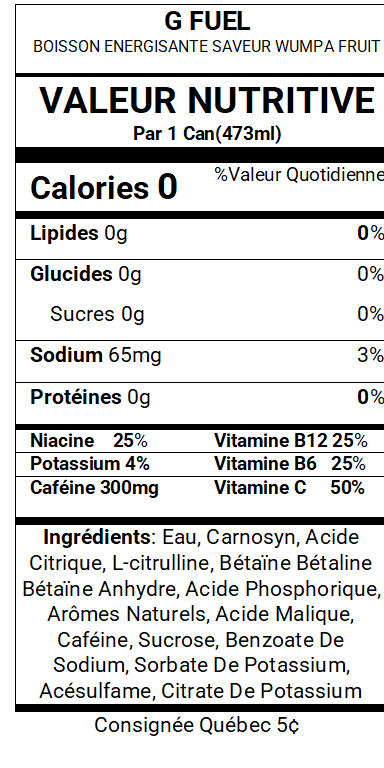 G FUEL
BOISSON ENERGISANTE SAVEUR WUMPA FRUIT
VALEUR NUTRITIVE
Par 1 Can(473ml)
Calories 0 %Valeur Quotidienne
Lipides 0g 0%
Glucides 0g 0%
Sucres 0g 0%
Sodium 65mg 3%
Protéines 0g 0%
Niacine 25% Vitamine B12 25%
Potassium 4% Vitamine B6 25%
Caféine 300mg Vitamine C 50%
Ingrédients: Eau, Carnosyn, Acide
Citrique, L-citrulline, Bétaïne Bétaline
Bétaïne Anhydre, Acide Phosphorique,
Arômes Naturels, Acide Malique,
Caféine, Sucrose, Benzoate De
Sodium, Sorbate De Potassium,
Acésulfame, Citrate De Potassium
Consignée Québec 5¢